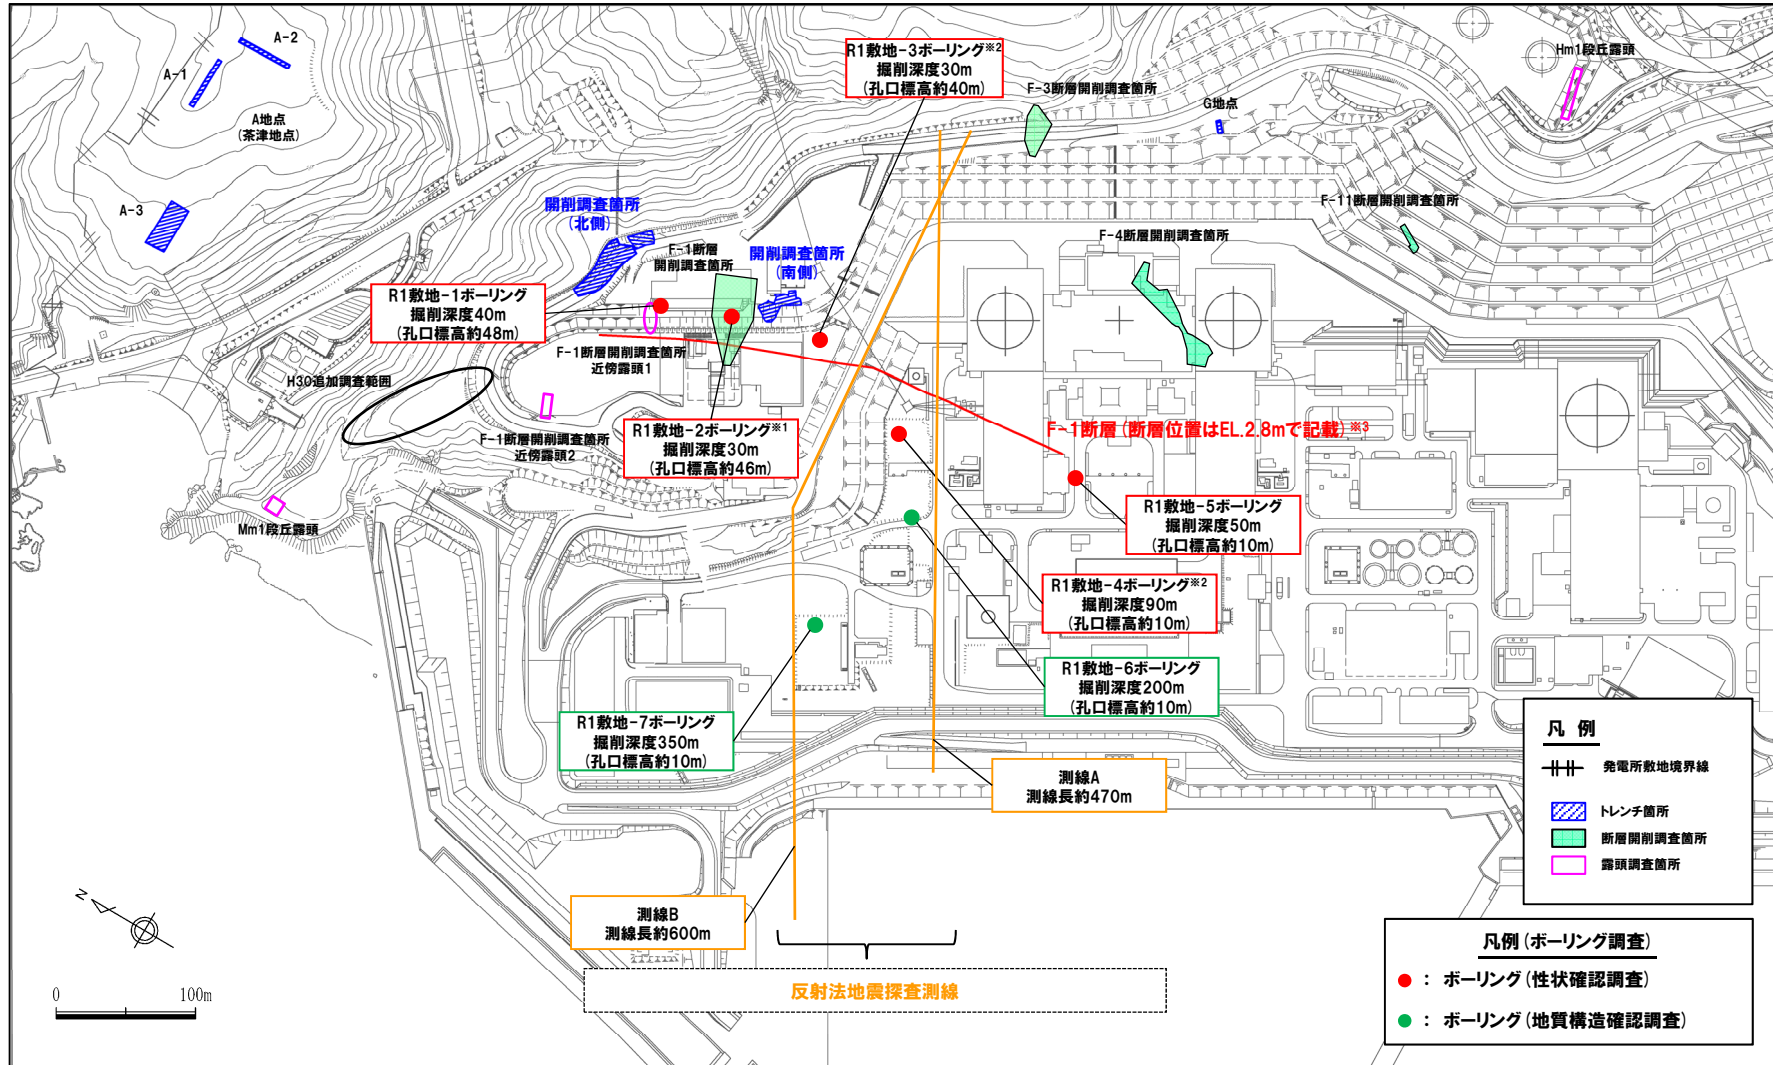 A-2
A-1
A地点
(茶津地点)
A-3
R1敷地-3ボーリング※2
掘削深度30m
(孔口標高約40m)
F-3断層開削調査箇所
G地点
Hm1段丘露頭
開削調査箇所
(北側)
F-1断層
開削調査箇所
開削調査箇所
(南側)
F-4断層開削調査箇所
F-11断層開削調査箇所
R1敷地-1ボーリング
掘削深度40m
(孔口標高約48m)
F-1断層開削調査箇所
近傍露頭1
H30追加調査範囲
R1敷地-2ボーリング※1
掘削深度30m
(孔口標高約46m)
F-1断層(断層位置はEL.2.8mで記載)※3
F-1断層開削調査箇所
近傍露頭2
Mm1段丘露頭
R1敷地-5ボーリング
掘削深度50m
(孔口標高約10m)
R1敷地-4ボーリング※2
掘削深度90m
(孔口標高約10m)
R1敷地-6ボーリング
掘削深度200m
(孔口標高約10m)
R1敷地-7ボーリング
掘削深度350m
(孔口標高約10m)
測線A
測線長約470m
測線B
測線長約600m
反射法地震探査測線
N
0 100m
凡 例
発電所敷地境界線
トレンチ箇所
断層開削調査箇所
露頭調査箇所
凡例(ボーリング調査)
： ボーリング(性状確認調査)
： ボーリング(地質構造確認調査)